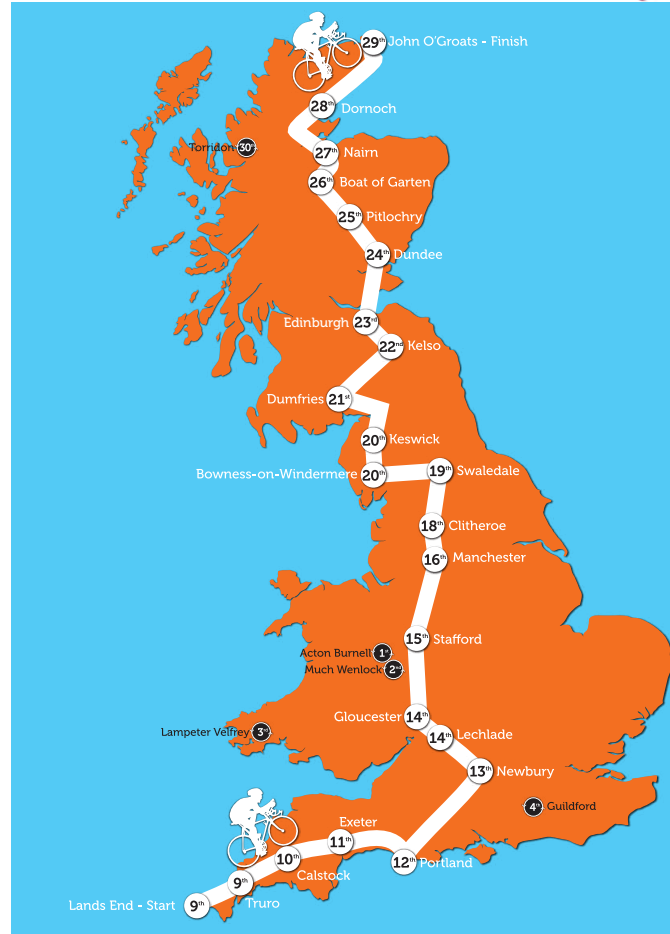 29th John O'Groats - Finish
28th Dornoch
Torridon 30th
27th Nairn
26th Boat of Garten
25th Pitlochry
24th Dundee
Edinburgh 23rd
22nd Kelso
Dumfries 21st
20th Keswick
Bowness-on-Windermere 20th
19th Swaledale
18th Clitheroe
16th Manchester
15th Stafford
Acton Burnell 1st
Much Wenlock 2nd
Gloucester 14th
14th Lechlade
Lampeter Velfrey 3rd
13th Newbury
4th Guildford
Exeter
11th
10th
12th Portland
Calstock
9th
Truro
Lands End - Start 9th